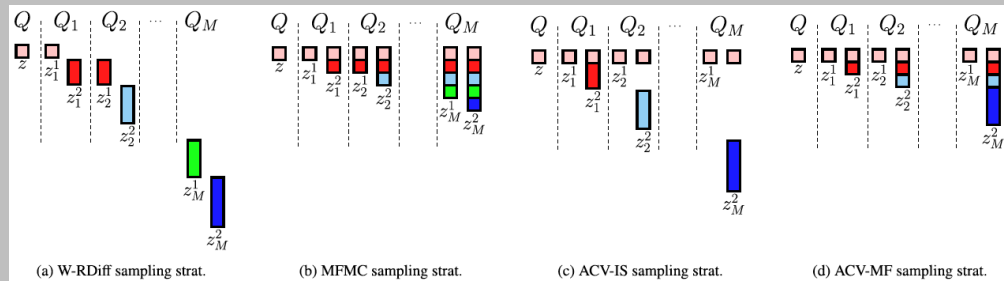 Q Q₁ Q₂ ... Q_M
z z₁¹ z₁² z₂¹ z₂² z_M¹ z_M²
(a) W-RDiff sampling strat.
Q Q₁ Q₂ ... Q_M
z z₁¹ z₁² z₂¹ z₂² z_M¹ z_M²
(b) MFMC sampling strat.
Q Q₁ Q₂ ... Q_M
z z₁¹ z₁² z₂¹ z₂² z_M¹ z_M²
(c) ACV-IS sampling strat.
Q Q₁ Q₂ ... Q_M
z z₁¹ z₁² z₂¹ z₂² z_M¹ z_M²
(d) ACV-MF sampling strat.